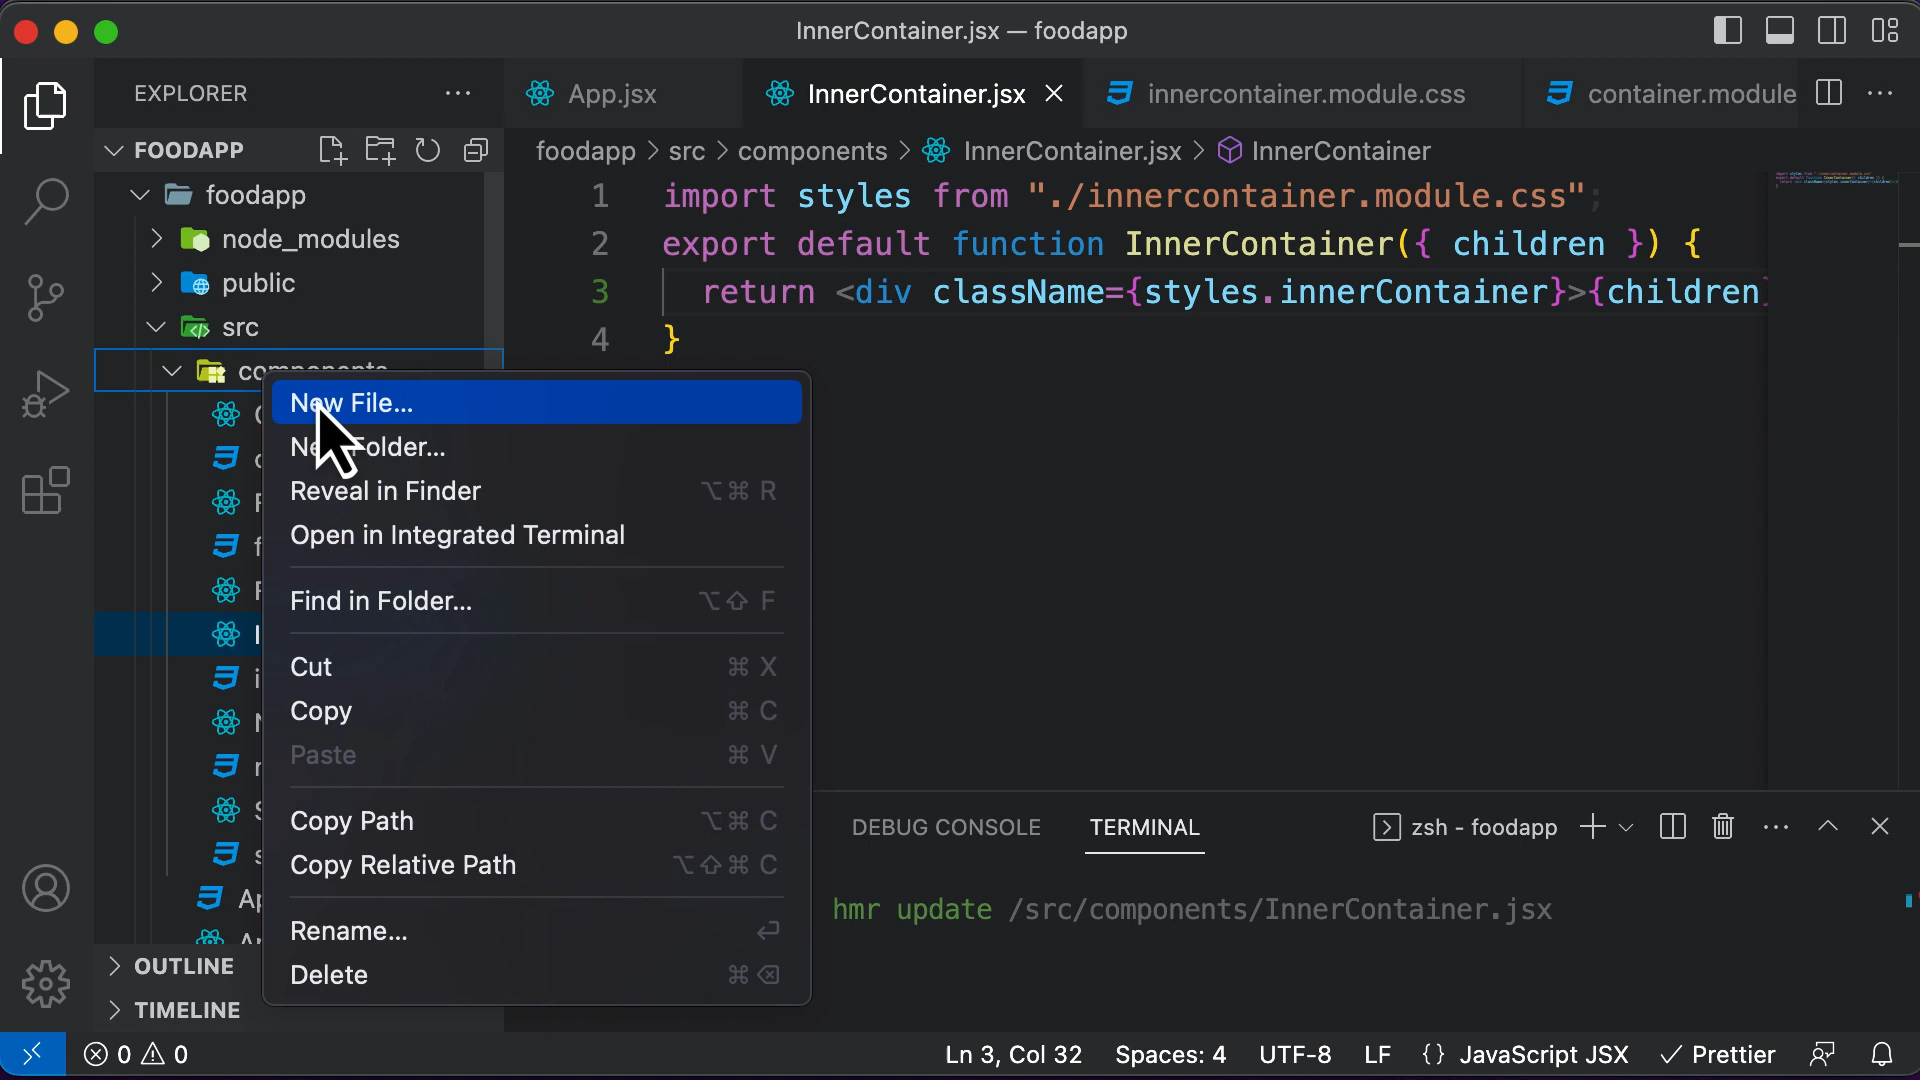 InnerContainer.jsx — foodapp
EXPLORER
App.jsx
InnerContainer.jsx
innercontainer.module.css
container.module
FOODAPP
foodapp > src > components > InnerContainer.jsx > InnerContainer
foodapp
node_modules
public
src
1 import styles from "./innercontainer.module.css";
2 export default function InnerContainer({ children }) {
3 return <div className={styles.innerContainer}>{children}
4 }
New File...
New Folder...
Reveal in Finder ⌥⌘ R
Open in Integrated Terminal
Find in Folder... ⌥⇧ F
Cut ⌘ X
Copy ⌘ C
Paste ⌘ V
Copy Path ⌥⌘ C
Copy Relative Path ⌥⇧⌘ C
Rename... ⏎
Delete ⌘⌫
DEBUG CONSOLE
TERMINAL
zsh - foodapp
hmr update /src/components/InnerContainer.jsx
OUTLINE
TIMELINE
0 0
Ln 3, Col 32
Spaces: 4
UTF-8
LF
{} JavaScript JSX
Prettier